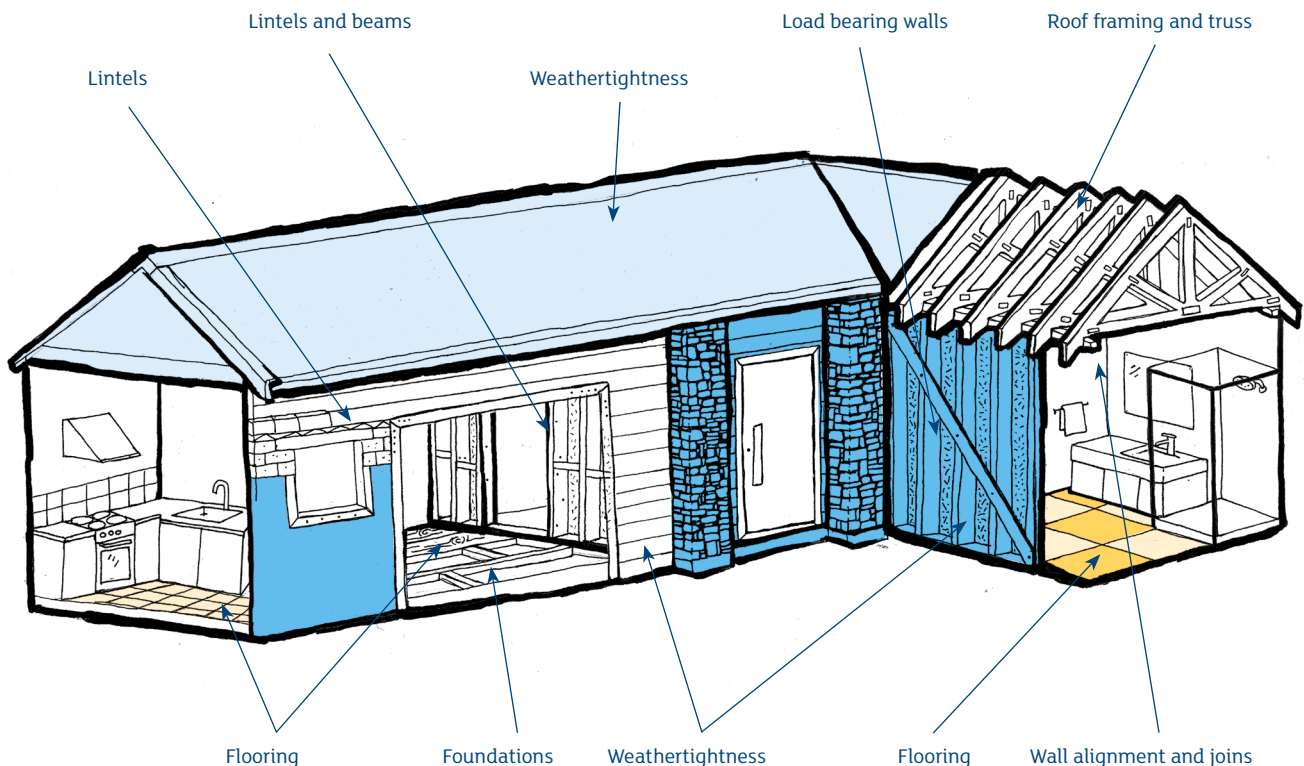 Lintels and beams
Load bearing walls
Roof framing and truss
Lintels
Weathertightness
Flooring
Foundations
Weathertightness
Flooring
Wall alignment and joins